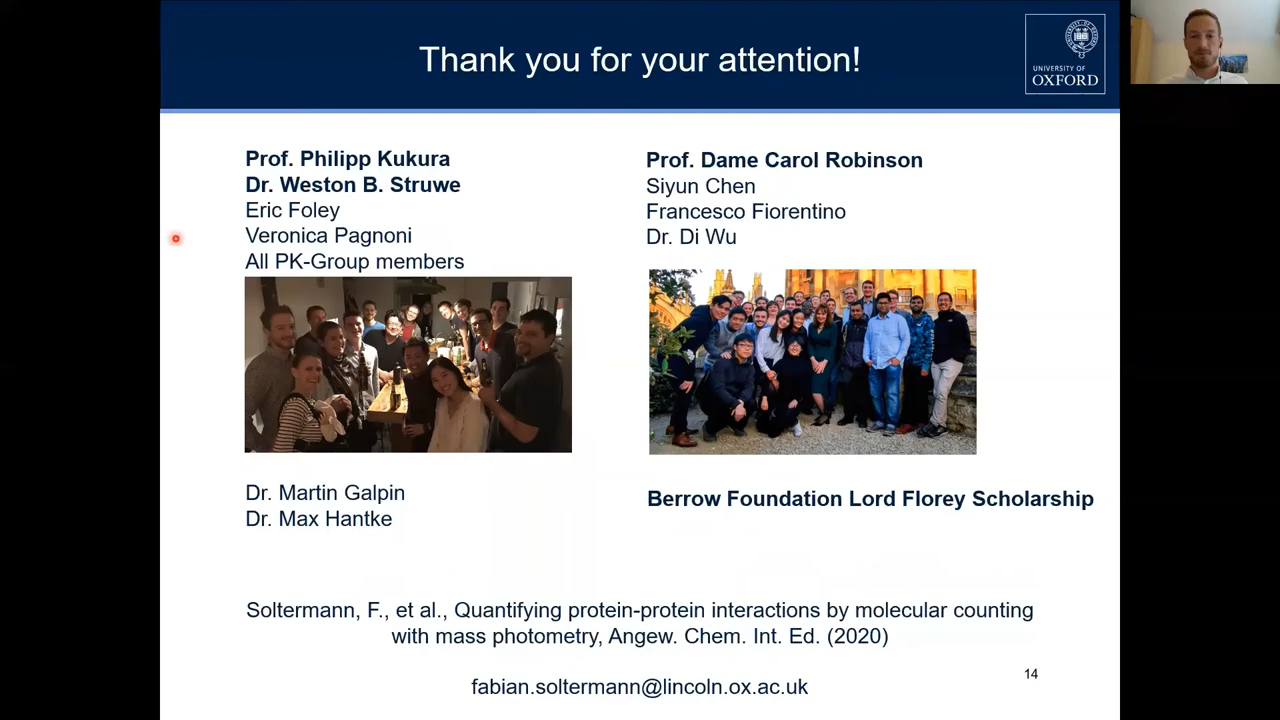 Thank you for your attention!
UNIVERSITY OF
OXFORD
Prof. Philipp Kukura
Dr. Weston B. Struwe
Eric Foley
Veronica Pagnoni
All PK-Group members
Prof. Dame Carol Robinson
Siyun Chen
Francesco Fiorentino
Dr. Di Wu
Dr. Martin Galpin
Dr. Max Hantke
Berrow Foundation Lord Florey Scholarship
Soltermann, F., et al., Quantifying protein-protein interactions by molecular counting
with mass photometry, Angew. Chem. Int. Ed. (2020)
14
fabian.soltermann@lincoln.ox.ac.uk